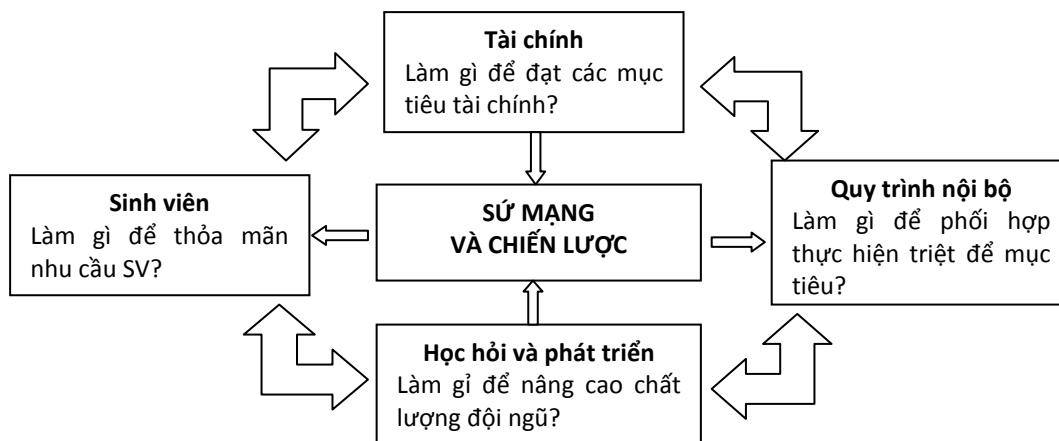 Tài chính
Làm gì để đạt các mục
tiêu tài chính?
Sinh viên
Làm gì để thỏa mãn
nhu cầu SV?
SỨ MẠNG
VÀ CHIẾN LƯỢC
Quy trình nội bộ
Làm gì để phối hợp
thực hiện triệt để mục
tiêu?
Học hỏi và phát triển
Làm gỉ để nâng cao chất
lượng đội ngũ?